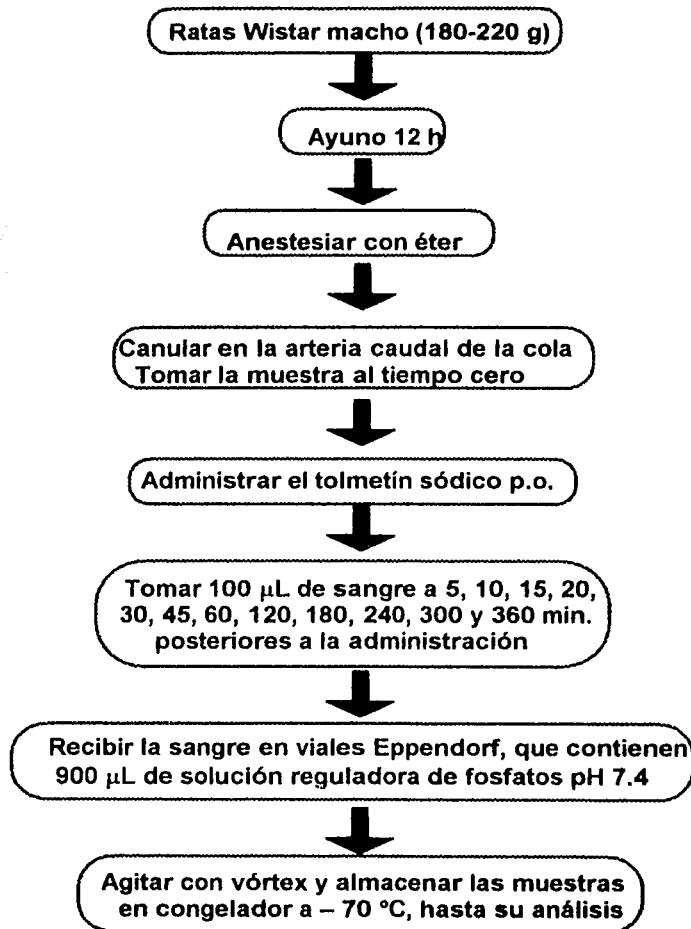 Ratas Wistar macho (180-220 g)
Ayuno 12 h
Anestesiar con éter
Canular en la arteria caudal de la cola
Tomar la muestra al tiempo cero
Administrar el tolmetín sódico p.o.
Tomar 100 µL de sangre a 5, 10, 15, 20,
30, 45, 60, 120, 180, 240, 300 y 360 min.
posteriores a la administración
Recibir la sangre en viales Eppendorf, que contienen
900 µL de solución reguladora de fosfatos pH 7.4
Agitar con vórtex y almacenar las muestras
en congelador a – 70 ºC, hasta su análisis